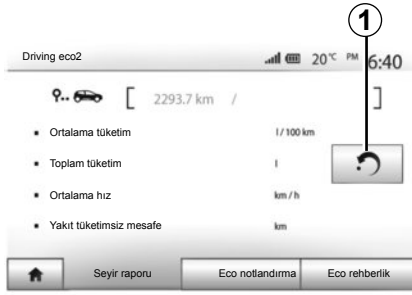 1
Driving eco2 20°C PM 6:40
[ 2293.7 km / ]
Ortalama tüketim l / 100 km
Toplam tüketim l
Ortalama hız km / h
Yakıt tüketimsiz mesafe km
Seyir raporu Eco notlandırma Eco rehberlik